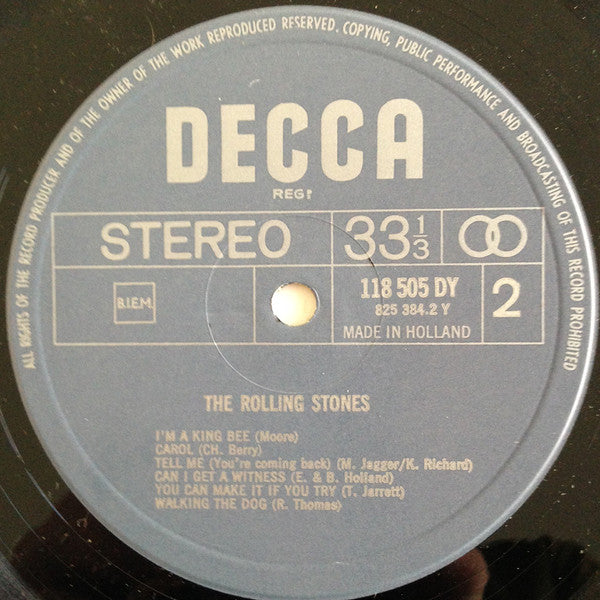 ALL RIGHTS OF THE RECORD PRODUCER AND OF THE OWNER OF THE WORK REPRODUCED RESERVED. COPYING, PUBLIC PERFORMANCE AND BROADCASTING OF THIS RECORD PROHIBITED
DECCA
REGD
STEREO 33 1/3
B.I.E.M. 118 505 DY 2
825 384.2 Y
MADE IN HOLLAND
THE ROLLING STONES
I'M A KING BEE (Moore)
CAROL (CH. Berry)
TELL ME (You're coming back) (M. Jagger/K. Richard)
CAN I GET A WITNESS (E. & B. Holland)
YOU CAN MAKE IT IF YOU TRY (T. Jarrett)
WALKING THE DOG (R. Thomas)